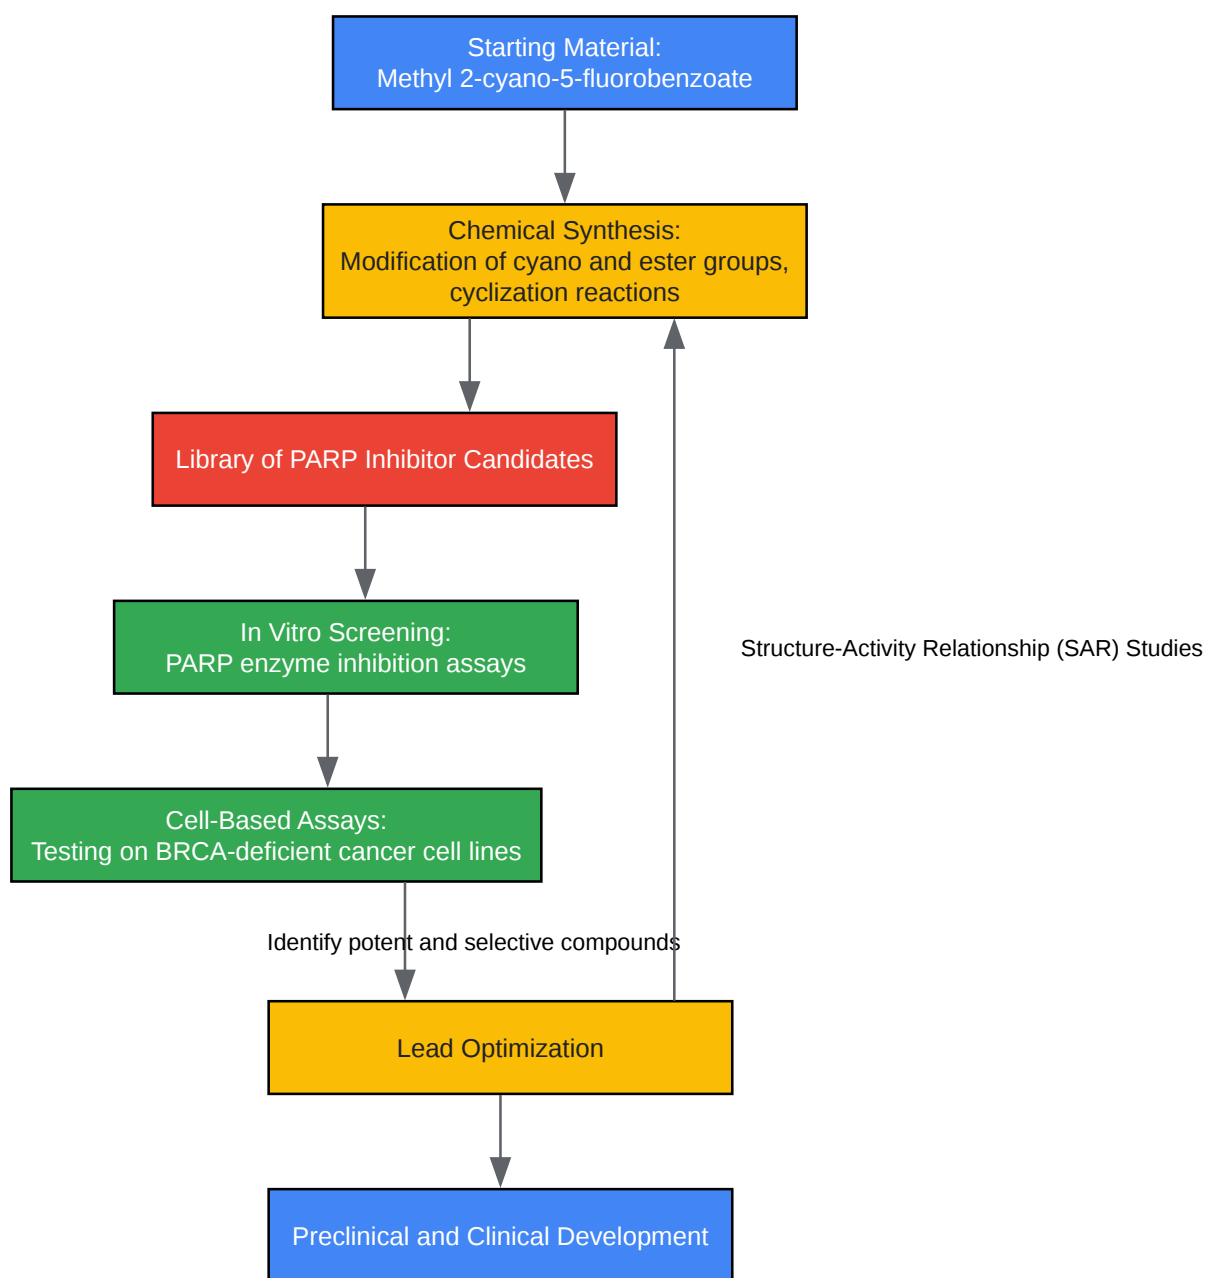 Starting Material:
Methyl 2-cyano-5-fluorobenzoate
Chemical Synthesis:
Modification of cyano and ester groups,
cyclization reactions
Library of PARP Inhibitor Candidates
In Vitro Screening:
PARP enzyme inhibition assays
Structure-Activity Relationship (SAR) Studies
Cell-Based Assays:
Testing on BRCA-deficient cancer cell lines
Identify potent and selective compounds
Lead Optimization
Preclinical and Clinical Development